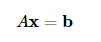 Ax = b